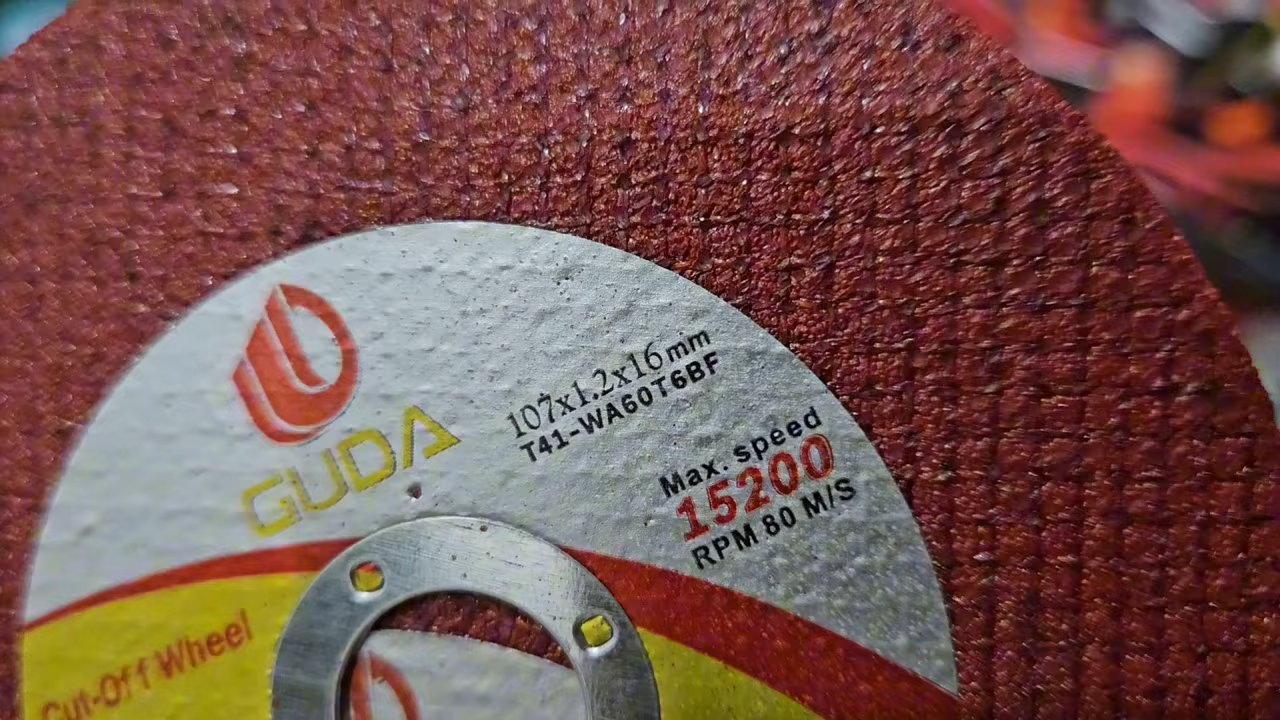 GUDA
107x1.2x16mm
T41-WA60T6BF
Max. speed
15200
RPM 80 M/S
Cut-Off Wheel